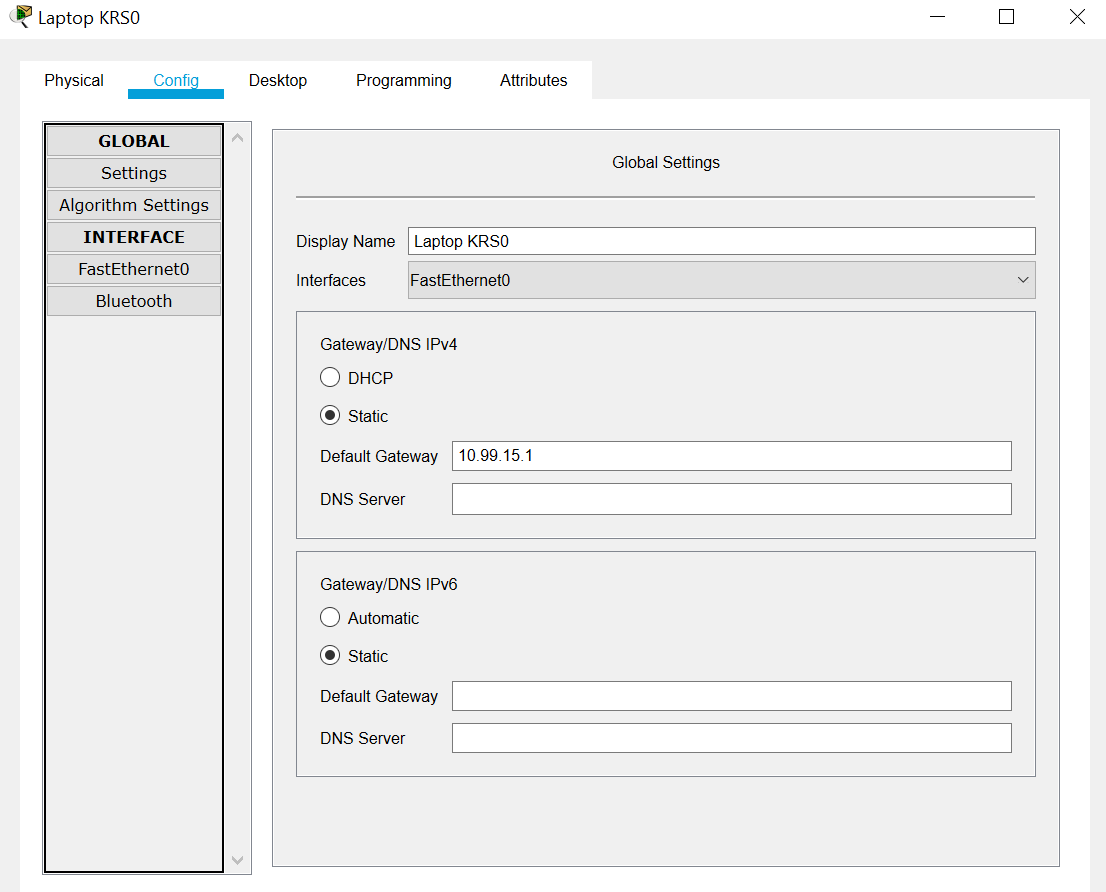 Laptop KRS0
Physical
Config
Desktop
Programming
Attributes
GLOBAL
Settings
Algorithm Settings
INTERFACE
FastEthernet0
Bluetooth
Global Settings
Display Name
Laptop KRS0
Interfaces
FastEthernet0
Gateway/DNS IPv4
DHCP
Static
Default Gateway
10.99.15.1
DNS Server
Gateway/DNS IPv6
Automatic
Static
Default Gateway
DNS Server